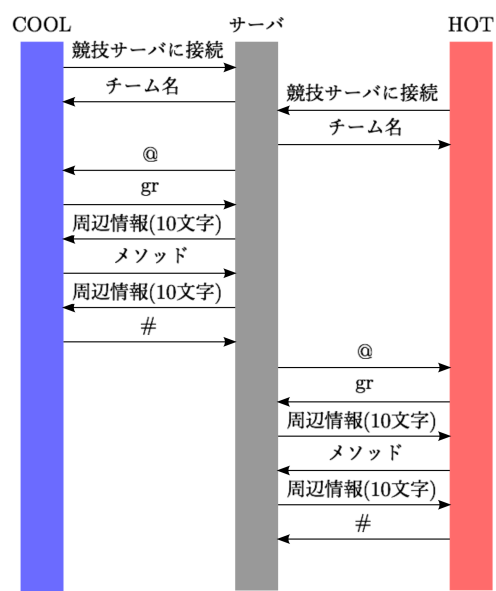 COOL サーバ HOT
競技サーバに接続
チーム名
競技サーバに接続
チーム名
@
gr
周辺情報(10文字)
メソッド
周辺情報(10文字)
#
@
gr
周辺情報(10文字)
メソッド
周辺情報(10文字)
#